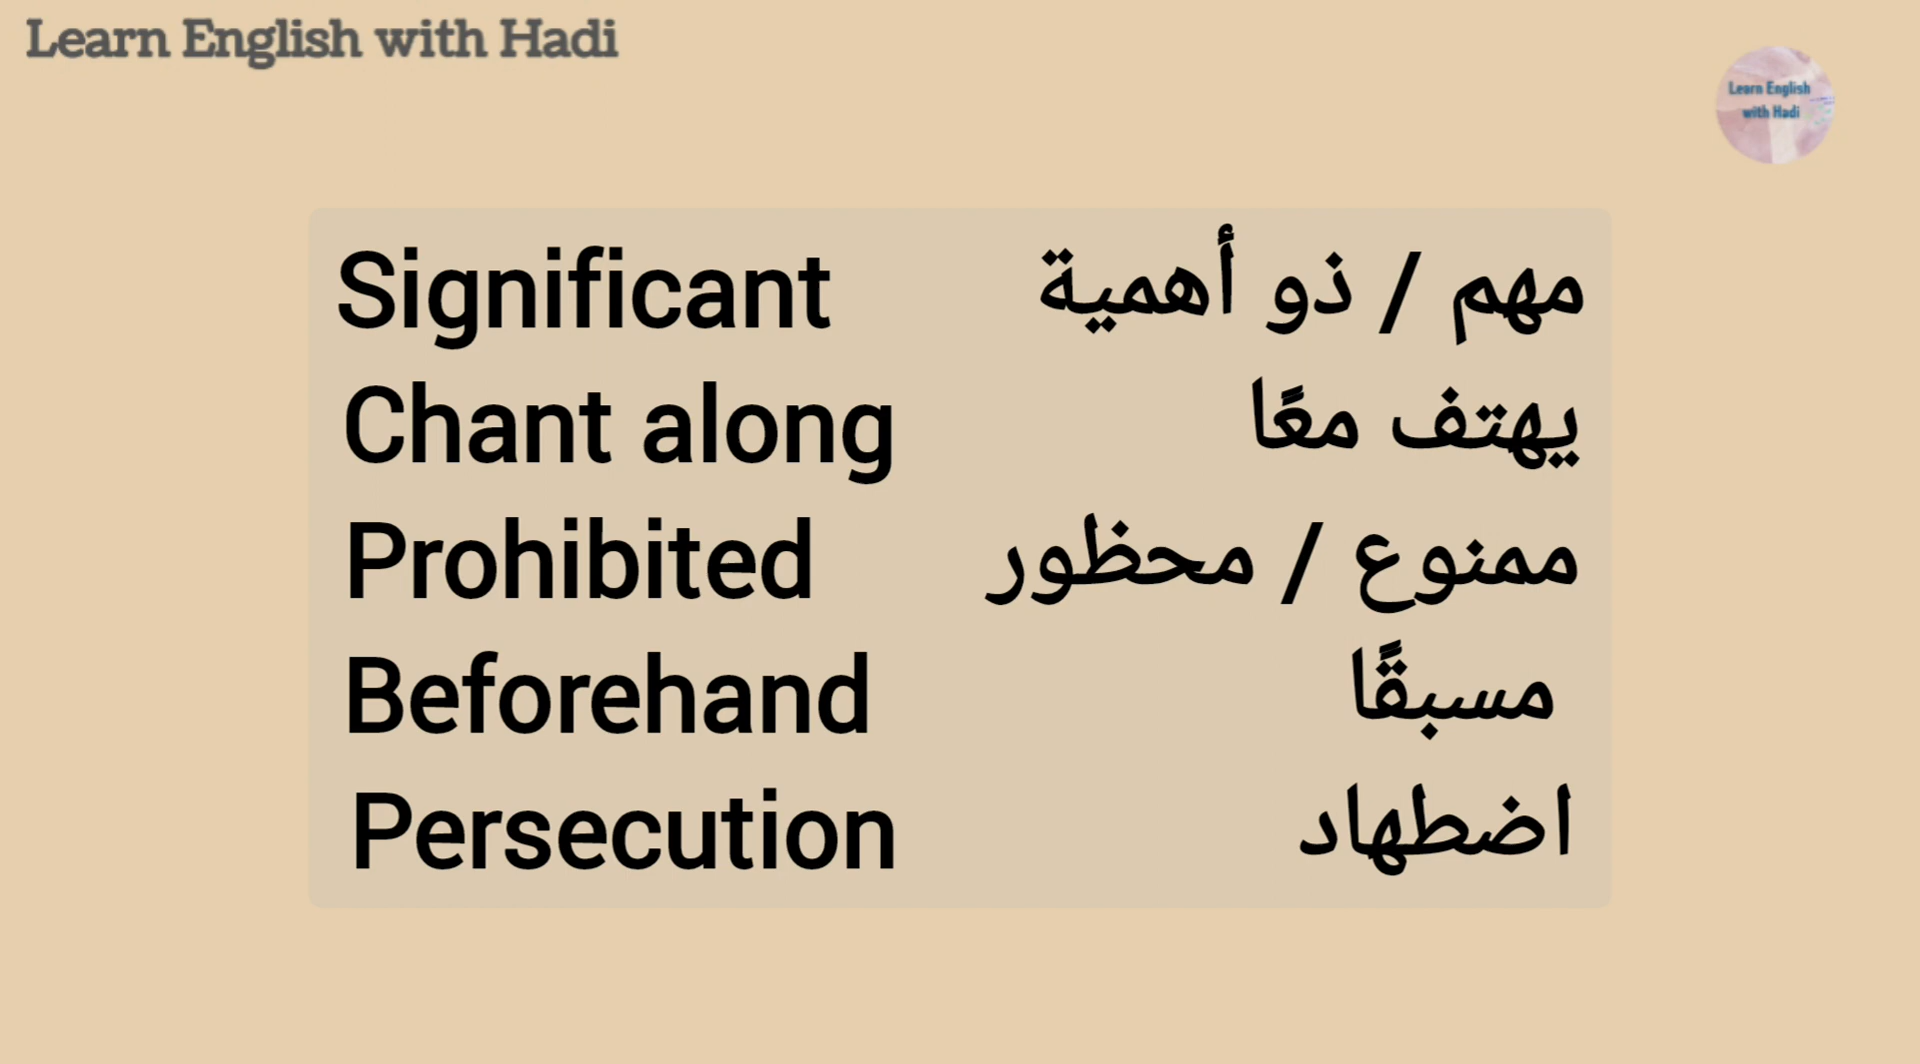 Learn English with Hadi
Learn English
with Hadi
Significant مهم / ذو أهمية
Chant along يهتف معًا
Prohibited ممنوع / محظور
Beforehand مسبقًا
Persecution اضطهاد